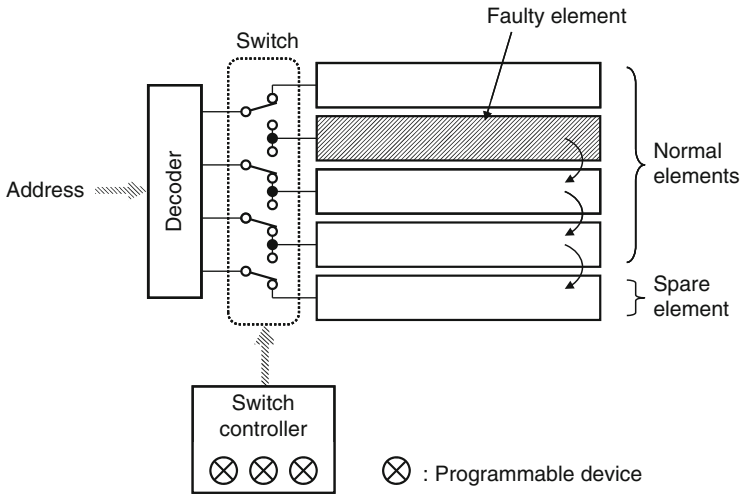 Faulty element
Switch
Decoder
Address
Normal
elements
Spare
element
Switch
controller
: Programmable device